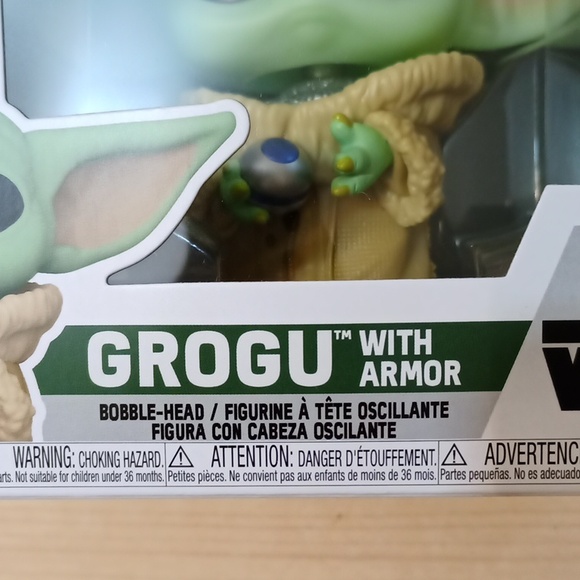 GROGU™ WITH
ARMOR
BOBBLE-HEAD / FIGURINE À TÊTE OSCILLANTE
FIGURA CON CABEZA OSCILANTE
WARNING: CHOKING HAZARD.
Not suitable for children under 36 months.
ATTENTION: DANGER D'ÉTOUFFEMENT.
Petites pièces. Ne convient pas aux enfants de moins de 36 mois.
ADVERTENC
Partes pequeñas. No es adecuado